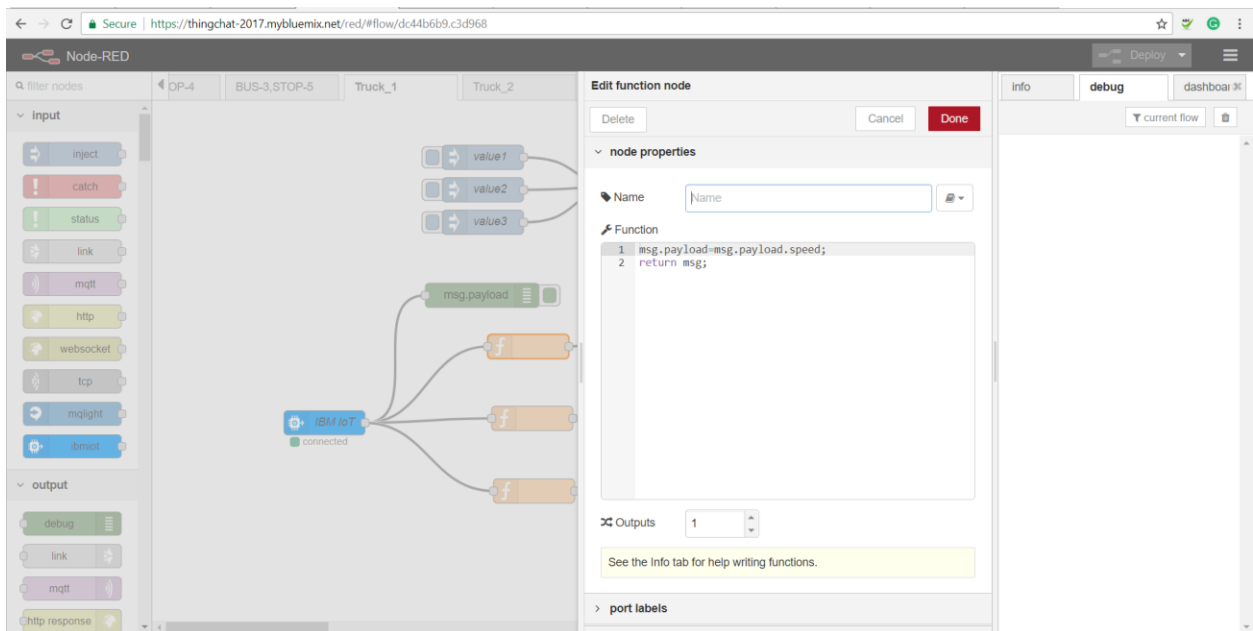 Secure | https://thingchat-2017.mybluemix.net/red/#flow/dc44b6b9.c3d968
Node-RED
Deploy
filter nodes
OP-4
BUS-3,STOP-5
Truck_1
Truck_2
Edit function node
info
debug
dashboar
Delete
Cancel
Done
current flow
input
node properties
inject
value1
catch
value2
Name
Name
status
value3
Function
link
1 msg.payload=msg.payload.speed;
2 return msg;
mqtt
msg.payload
http
websocket
f
tcp
mqlight
IBM IoT
f
connected
ibmiot
output
f
debug
Outputs
1
link
See the Info tab for help writing functions.
mqtt
port labels
http response